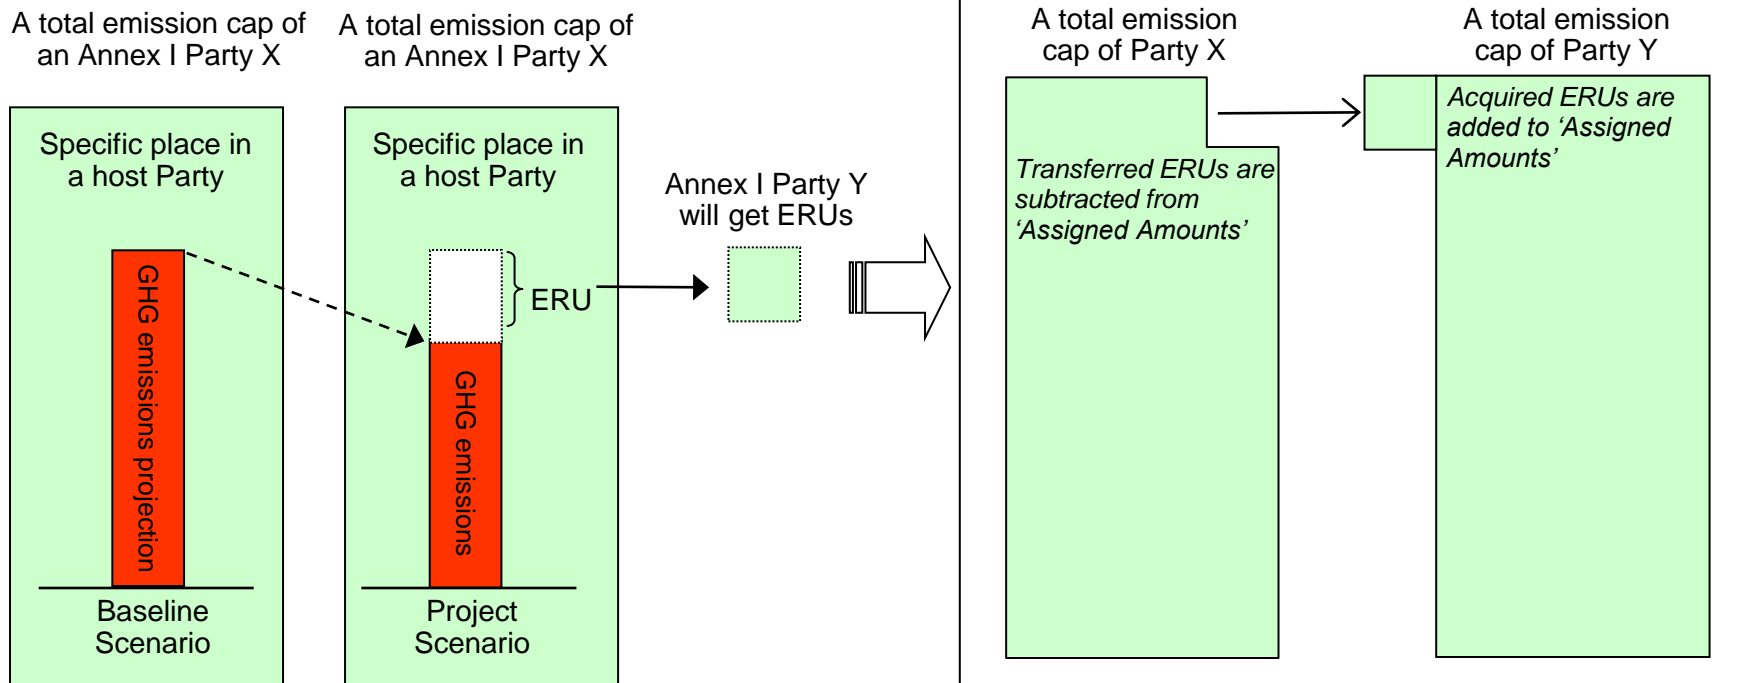 A total emission cap of
an Annex I Party X
Specific place in
a host Party
GHG emissions projection
Baseline
Scenario
A total emission cap of
an Annex I Party X
Specific place in
a host Party
ERU
GHG emissions
Project
Scenario
Annex I Party Y
will get ERUs
A total emission
cap of Party X
Transferred ERUs are
subtracted from
‘Assigned Amounts’
A total emission
cap of Party Y
Acquired ERUs are
added to ‘Assigned
Amounts’